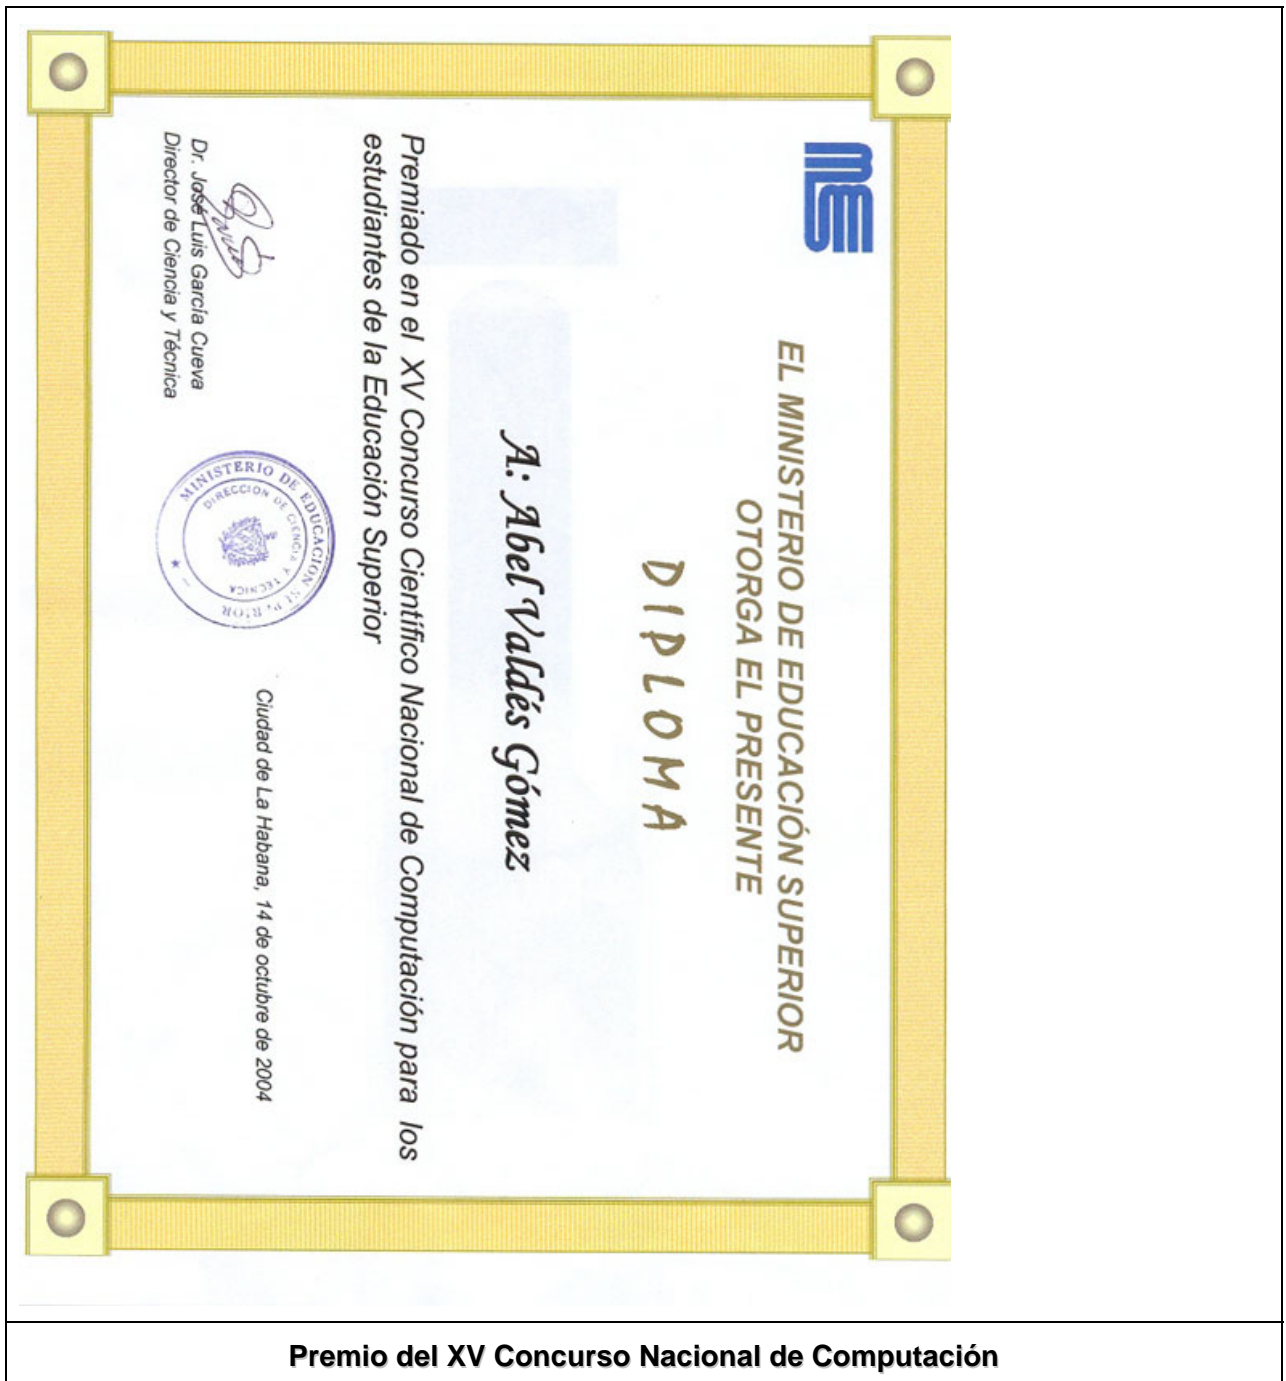 MES
EL MINISTERIO DE EDUCACIÓN SUPERIOR
OTORGA EL PRESENTE
DIPLOMA
A: Abel Valdés Gómez
Premiado en el XV Concurso Científico Nacional de Computación para los
estudiantes de la Educación Superior
Dr. José Luis García Cueva
Director de Ciencia y Técnica
MINISTERIO DE EDUCACION SUPERIOR
DIRECCION DE CIENCIA Y TECNICA
Ciudad de La Habana, 14 de octubre de 2004
Premio del XV Concurso Nacional de Computación